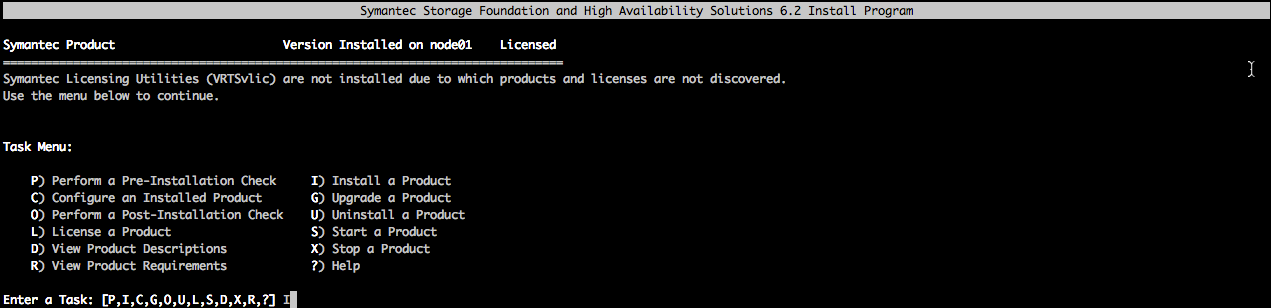 Symantec Storage Foundation and High Availability Solutions 6.2 Install Program
Symantec Product Version Installed on node01 Licensed
================================================================================
Symantec Licensing Utilities (VRTSvlic) are not installed due to which products and licenses are not discovered.
Use the menu below to continue.
Task Menu:
P) Perform a Pre-Installation Check I) Install a Product
C) Configure an Installed Product G) Upgrade a Product
O) Perform a Post-Installation Check U) Uninstall a Product
L) License a Product S) Start a Product
D) View Product Descriptions X) Stop a Product
R) View Product Requirements ?) Help
Enter a Task: [P,I,C,G,O,U,L,S,D,X,R,?] I